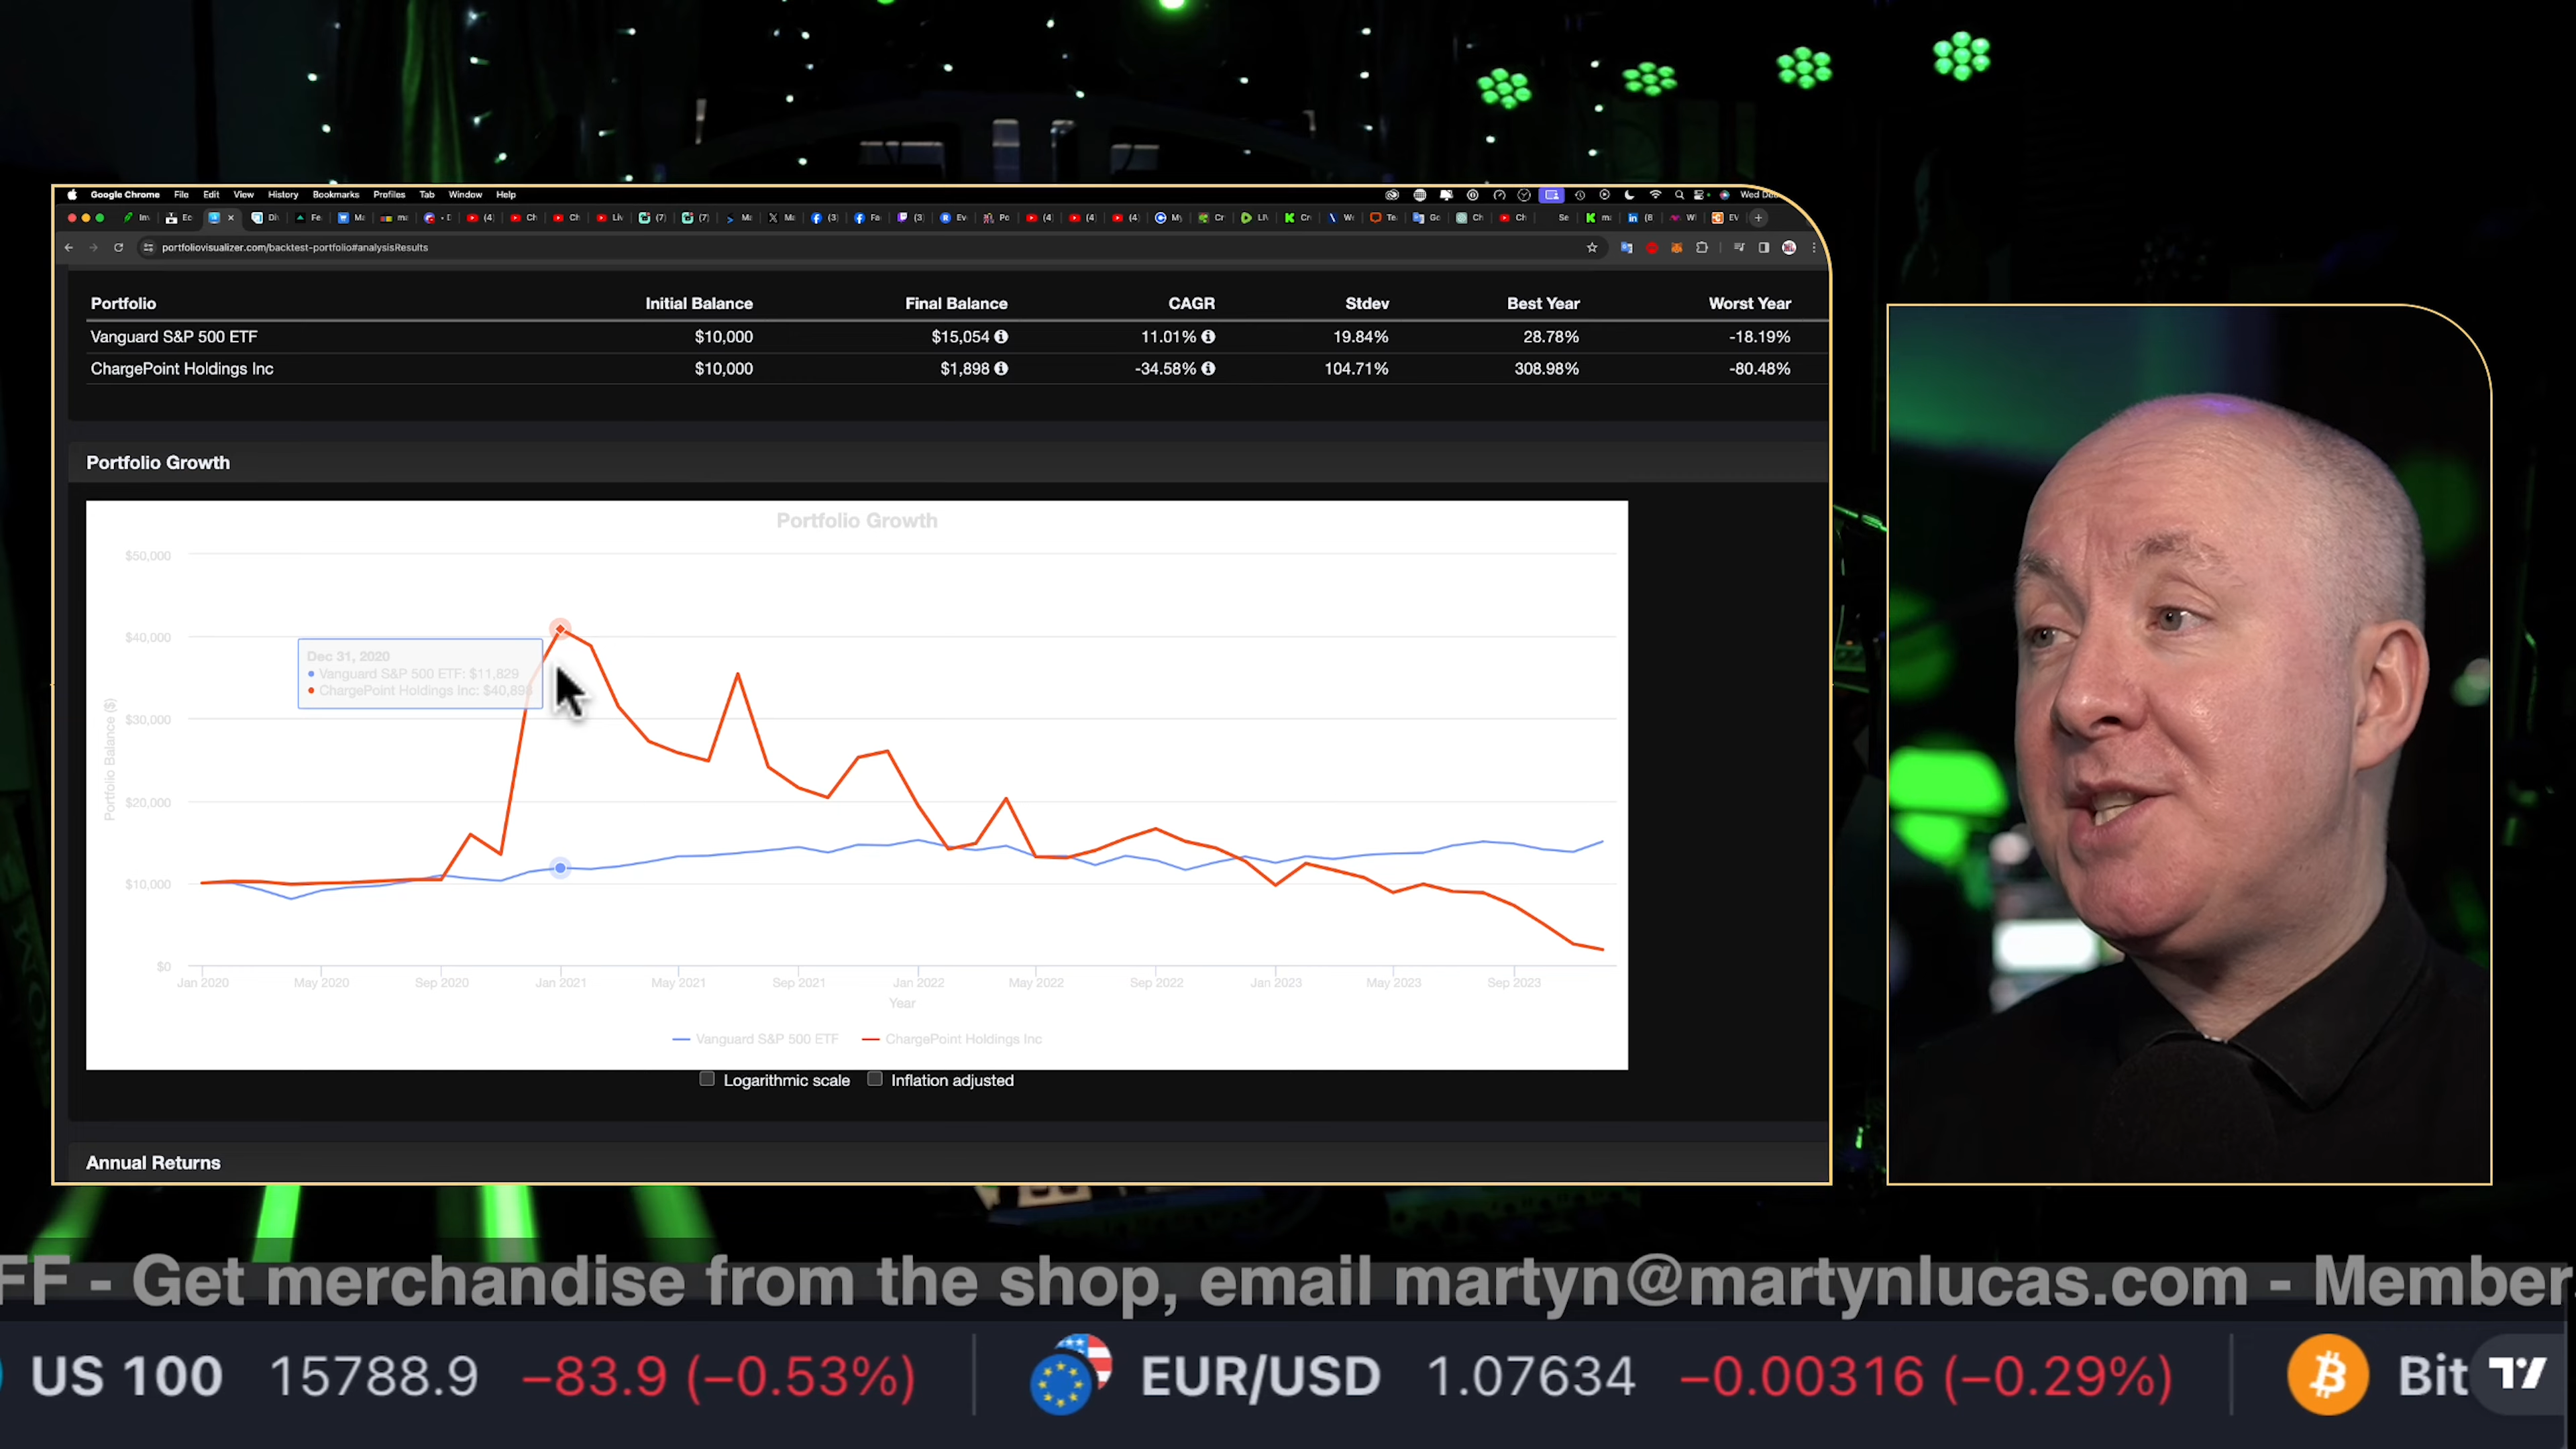 Google Chrome File Edit View History Bookmarks Profiles Tab Window Help
portfoliovisualizer.com/backtest-portfolio#analysisResults
Portfolio Initial Balance Final Balance CAGR Stdev Best Year Worst Year
Vanguard S&P 500 ETF $10,000 $15,054 11.01% 19.84% 28.78% -18.19%
ChargePoint Holdings Inc $10,000 $1,898 -34.58% 104.71% 308.98% -80.48%
Portfolio Growth
Portfolio Growth
$50,000
$40,000
$30,000
$20,000
$10,000
$0
Portfolio Balance ($)
Dec 31, 2020
Vanguard S&P 500 ETF: $11,829
ChargePoint Holdings Inc:
Jan 2020 May 2020 Sep 2020 Jan 2021 May 2021 Sep 2021 Jan 2022 May 2022 Sep 2022 Jan 2023 May 2023 Sep 2023
Year
Vanguard S&P 500 ETF ChargePoint Holdings Inc
Logarithmic scale Inflation adjusted
Annual Returns
FF - Get merchandise from the shop, email martyn@martynlucas.com - Member
US 100 15788.9 −83.9 (−0.53%) EUR/USD 1.07634 −0.00316 (−0.29%) Bit